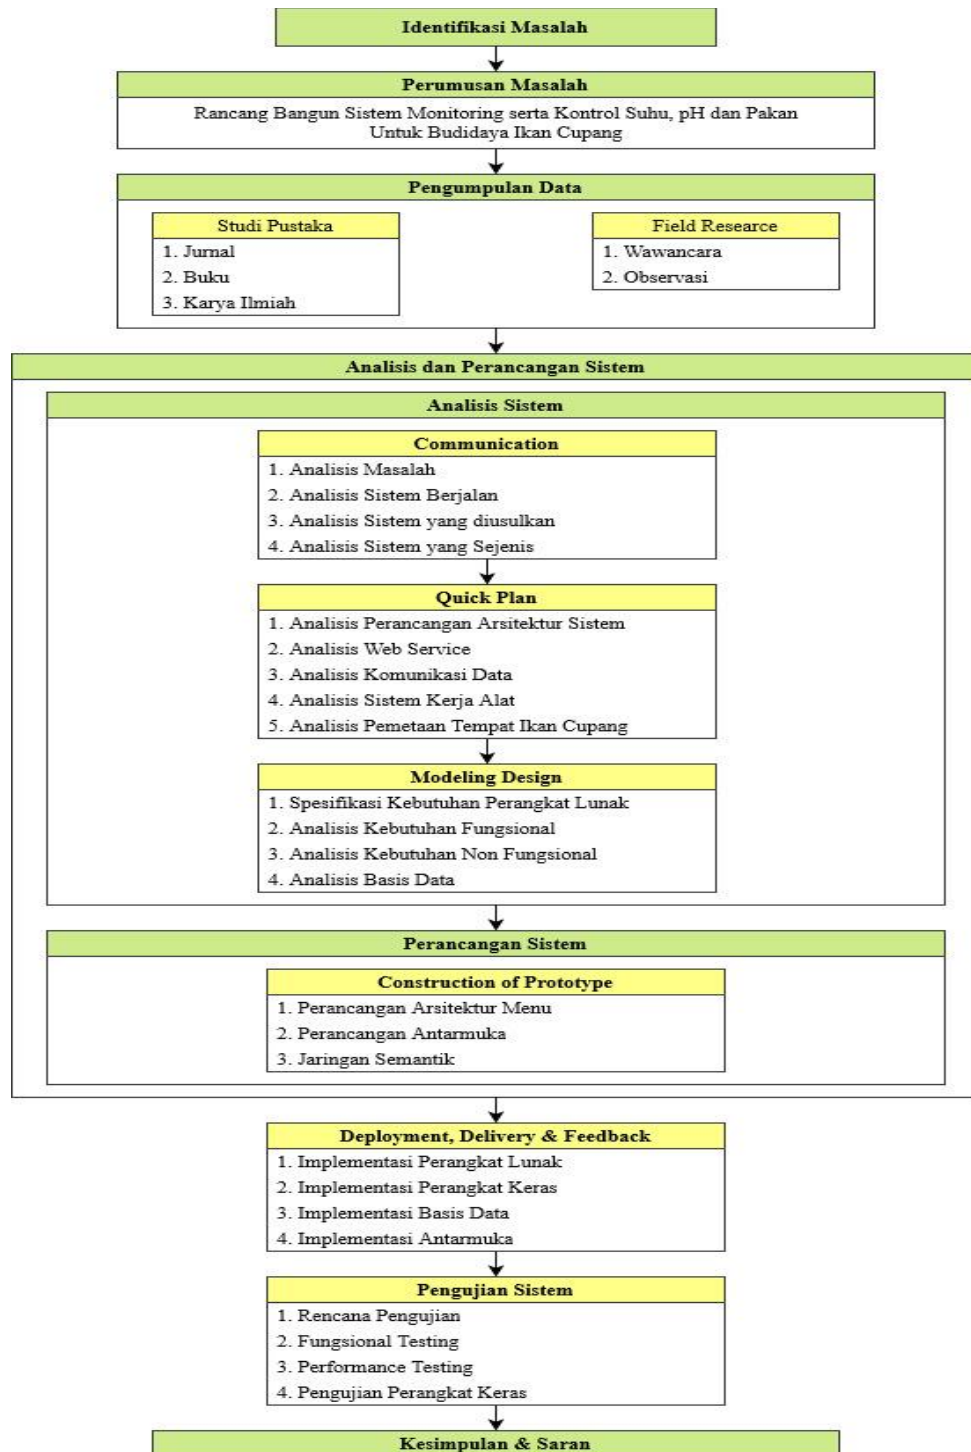 Identifikasi Masalah
Perumusan Masalah
Rancang Bangun Sistem Monitoring serta Kontrol Suhu, pH dan Pakan
Untuk Budidaya Ikan Cupang
Pengumpulan Data
Studi Pustaka
1. Jurnal
2. Buku
3. Karya Ilmiah
Field Researce
1. Wawancara
2. Observasi
Analisis dan Perancangan Sistem
Analisis Sistem
Communication
1. Analisis Masalah
2. Analisis Sistem Berjalan
3. Analisis Sistem yang diusulkan
4. Analisis Sistem yang Sejenis
Quick Plan
1. Analisis Perancangan Arsitektur Sistem
2. Analisis Web Service
3. Analisis Komunikasi Data
4. Analisis Sistem Kerja Alat
5. Analisis Pemetaan Tempat Ikan Cupang
Modeling Design
1. Spesifikasi Kebutuhan Perangkat Lunak
2. Analisis Kebutuhan Fungsional
3. Analisis Kebutuhan Non Fungsional
4. Analisis Basis Data
Perancangan Sistem
Construction of Prototype
1. Perancangan Arsitektur Menu
2. Perancangan Antarmuka
3. Jaringan Semantik
Deployment, Delivery & Feedback
1. Implementasi Perangkat Lunak
2. Implementasi Perangkat Keras
3. Implementasi Basis Data
4. Implementasi Antarmuka
Pengujian Sistem
1. Rencana Pengujian
2. Fungsional Testing
3. Performance Testing
4. Pengujian Perangkat Keras
Kesimpulan & Saran